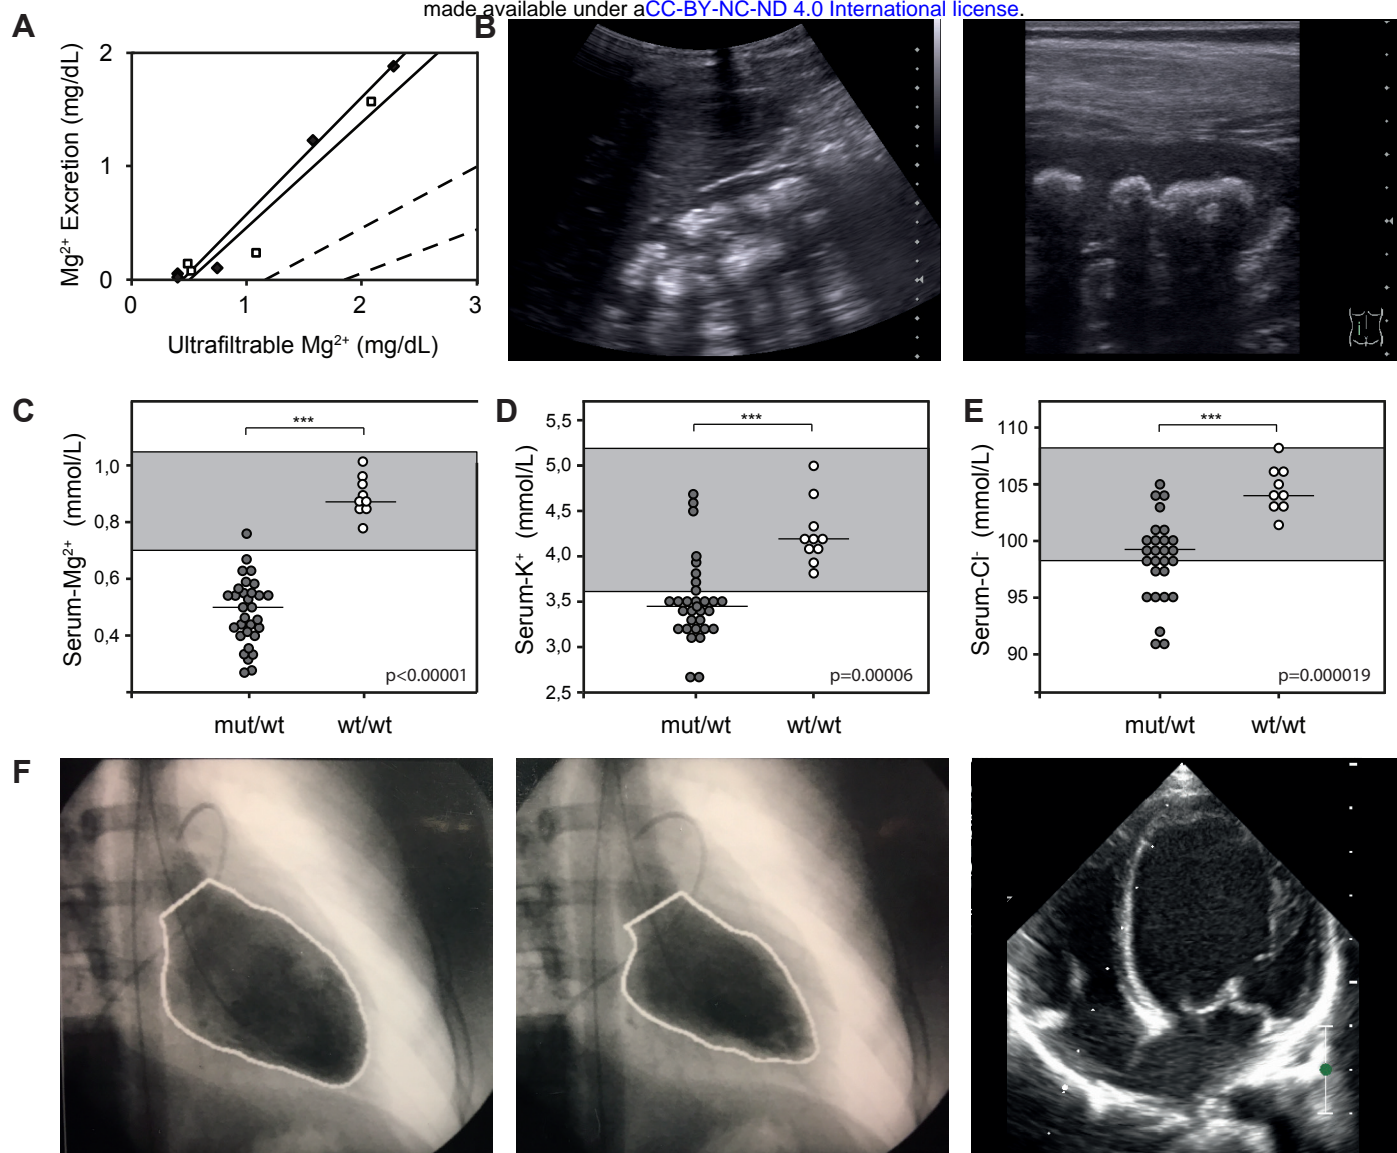 made available under aCC-BY-NC-ND 4.0 International license.
A
Mg²⁺ Excretion (mg/dL)
2
1
0
0 1 2 3
Ultrafiltrable Mg²⁺ (mg/dL)
B
i
C
Serum-Mg²⁺ (mmol/L)
1,0
0,8
0,6
0,4
***
p<0.00001
mut/wt wt/wt
D
Serum-K⁺ (mmol/L)
5,5
5,0
4,5
4,0
3,5
3,0
2,5
***
p=0.00006
mut/wt wt/wt
E
Serum-Cl⁻ (mmol/L)
110
105
100
95
90
***
p=0.000019
mut/wt wt/wt
F